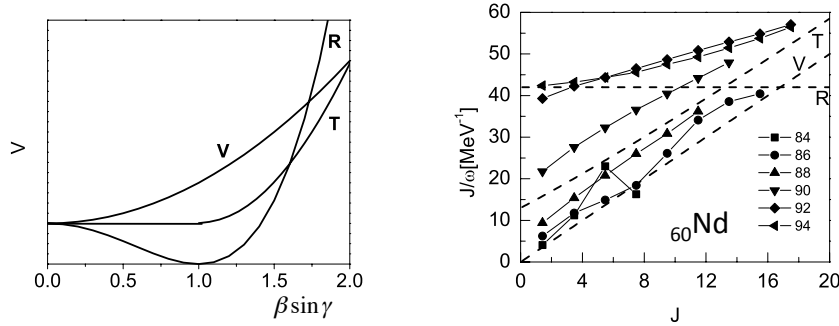 R
V
T
V
0.0 0.5 1.0 1.5 2.0
β sin γ
60
50
40
30
20
10
0
J/ω[MeV⁻¹]
T
V
R
84
86
88
90
92
94
₆₀Nd
0 4 8 12 16 20
J